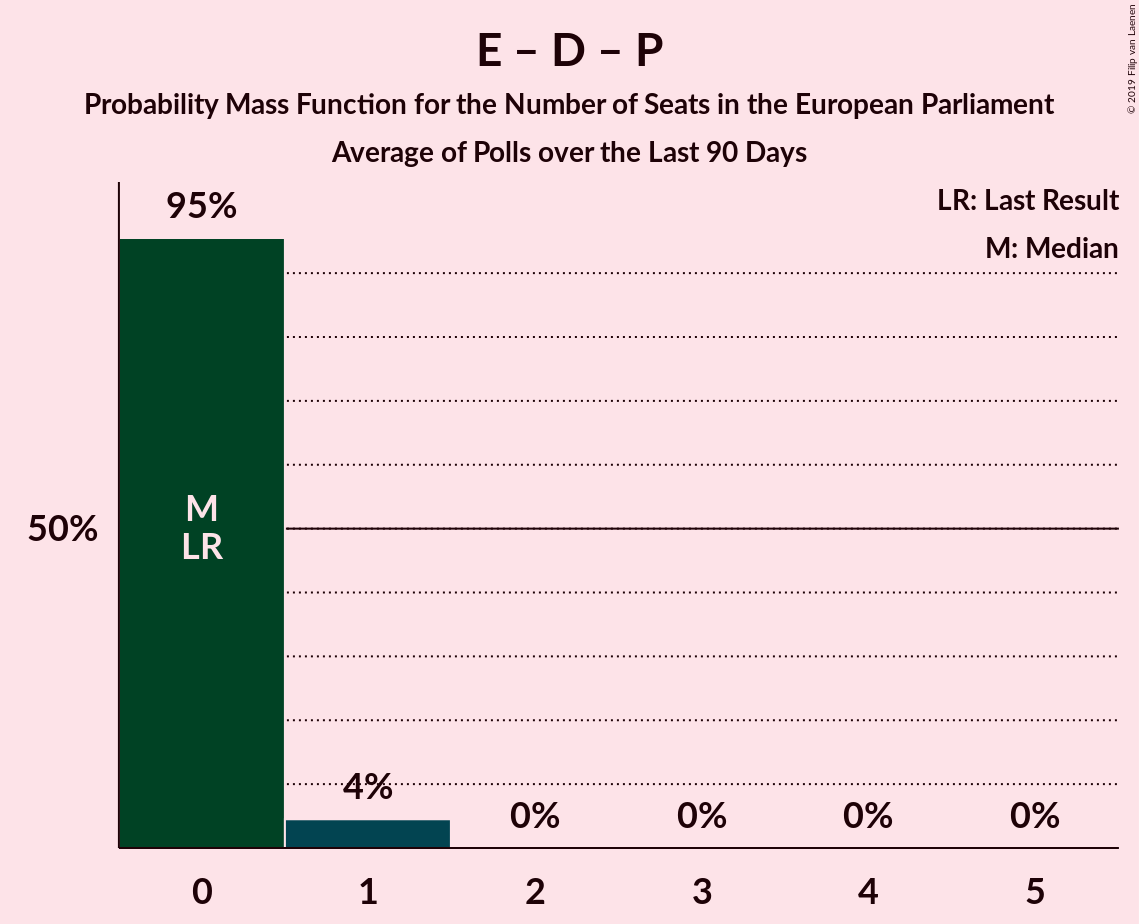 E – D – P
Probability Mass Function for the Number of Seats in the European Parliament
Average of Polls over the Last 90 Days
© 2019 Filip van Laenen
LR: Last Result
M: Median
95%
M
LR
50%
4%
0%
0%
0%
0%
0
1
2
3
4
5